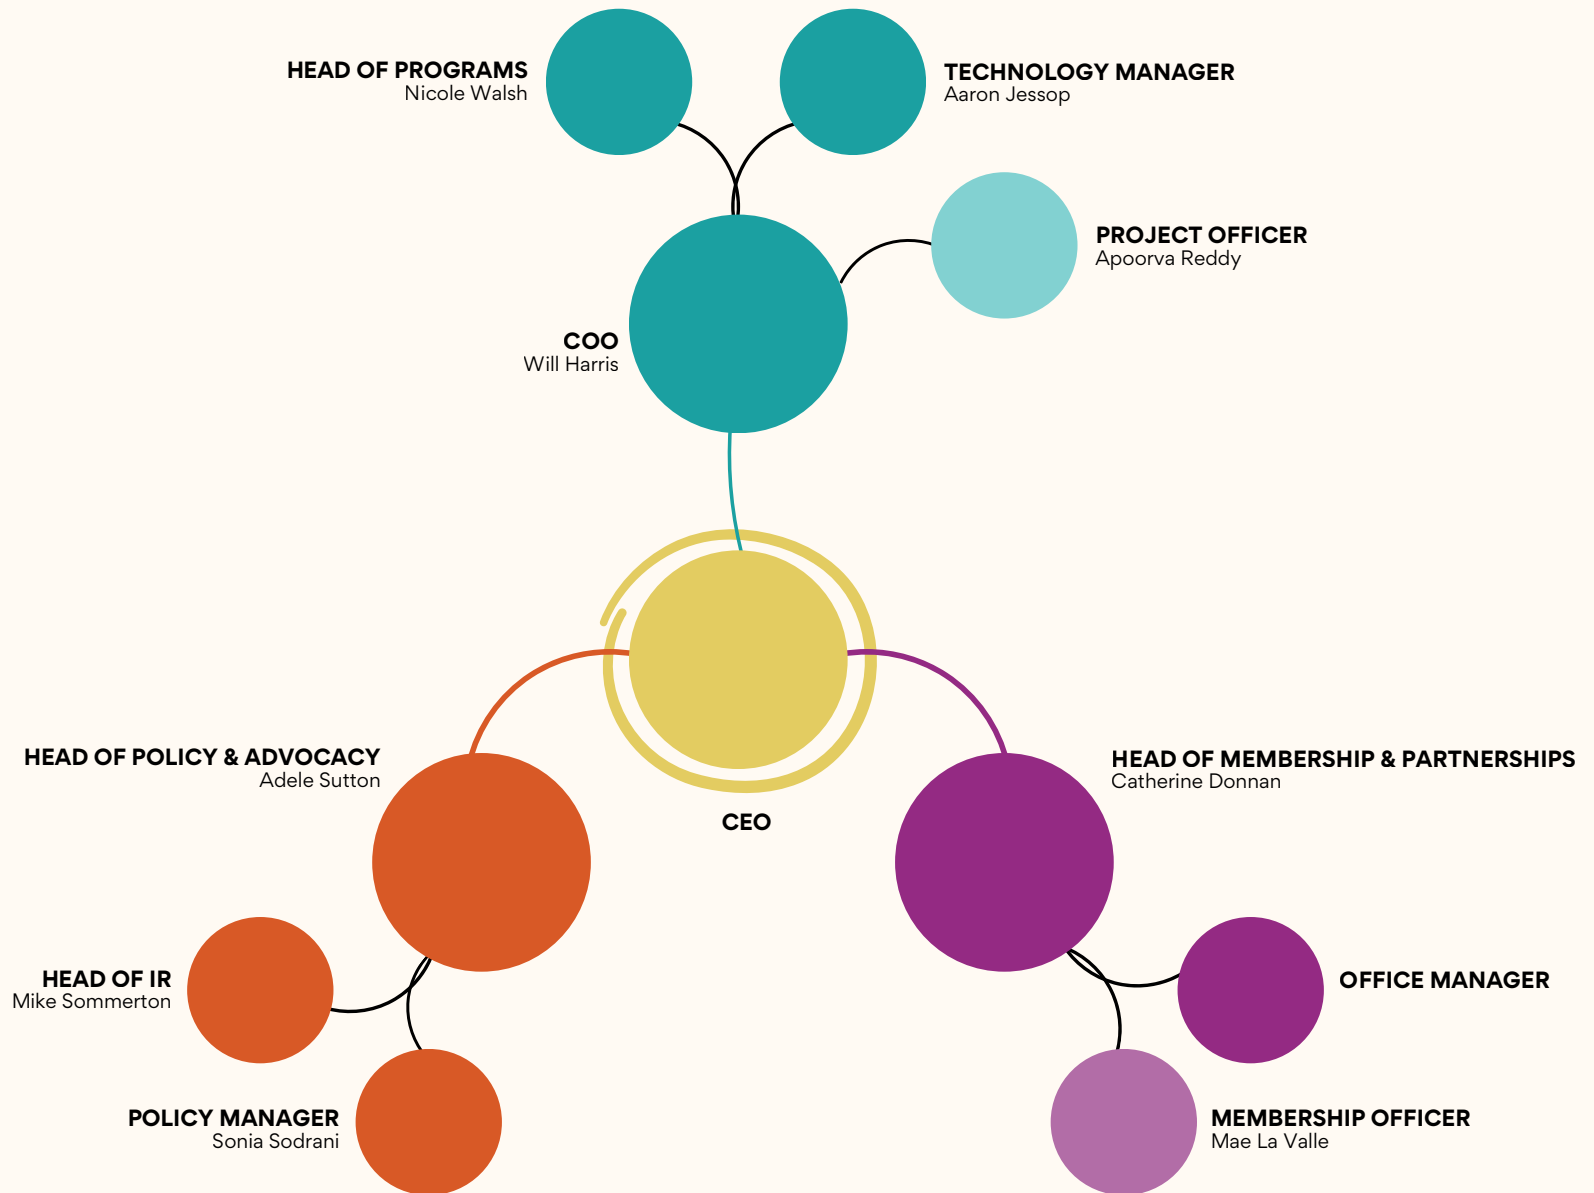 HEAD OF PROGRAMS
Nicole Walsh
TECHNOLOGY MANAGER
Aaron Jessop
PROJECT OFFICER
Apoorva Reddy
COO
Will Harris
HEAD OF POLICY & ADVOCACY
Adele Sutton
HEAD OF MEMBERSHIP & PARTNERSHIPS
Catherine Donnan
CEO
HEAD OF IR
Mike Sommerton
OFFICE MANAGER
POLICY MANAGER
Sonia Sodrani
MEMBERSHIP OFFICER
Mae La Valle